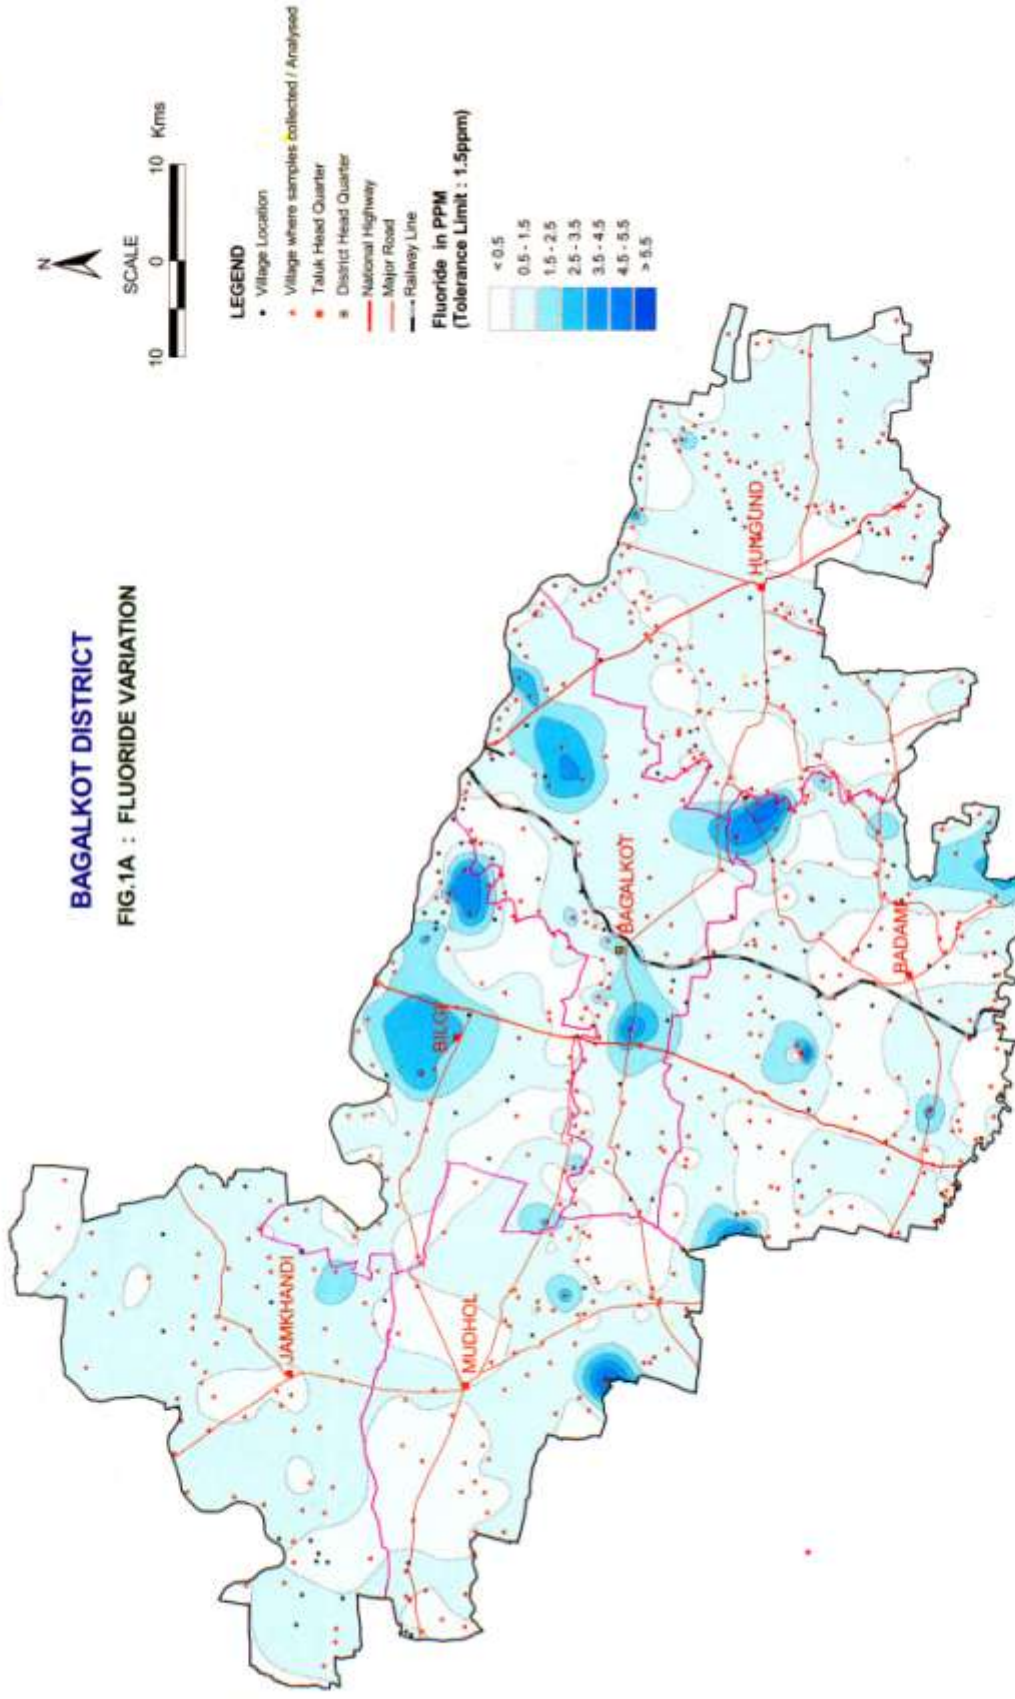 BAGALKOT DISTRICT
FIG.1A : FLUORIDE VARIATION
N
SCALE
10 0 10 Kms
LEGEND
Village Location
Village where samples collected / Analysed
Taluk Head Quarter
District Head Quarter
National Highway
Major Road
Railway Line
Fluoride in PPM
(Tolerance Limit : 1.5ppm)
< 0.5
0.5 - 1.5
1.5 - 2.5
2.5 - 3.5
3.5 - 4.5
4.5 - 5.5
> 5.5
JAMKHANDI
MUDHOL
BILGI
BAGALKOT
HUNGUND
BADAMI